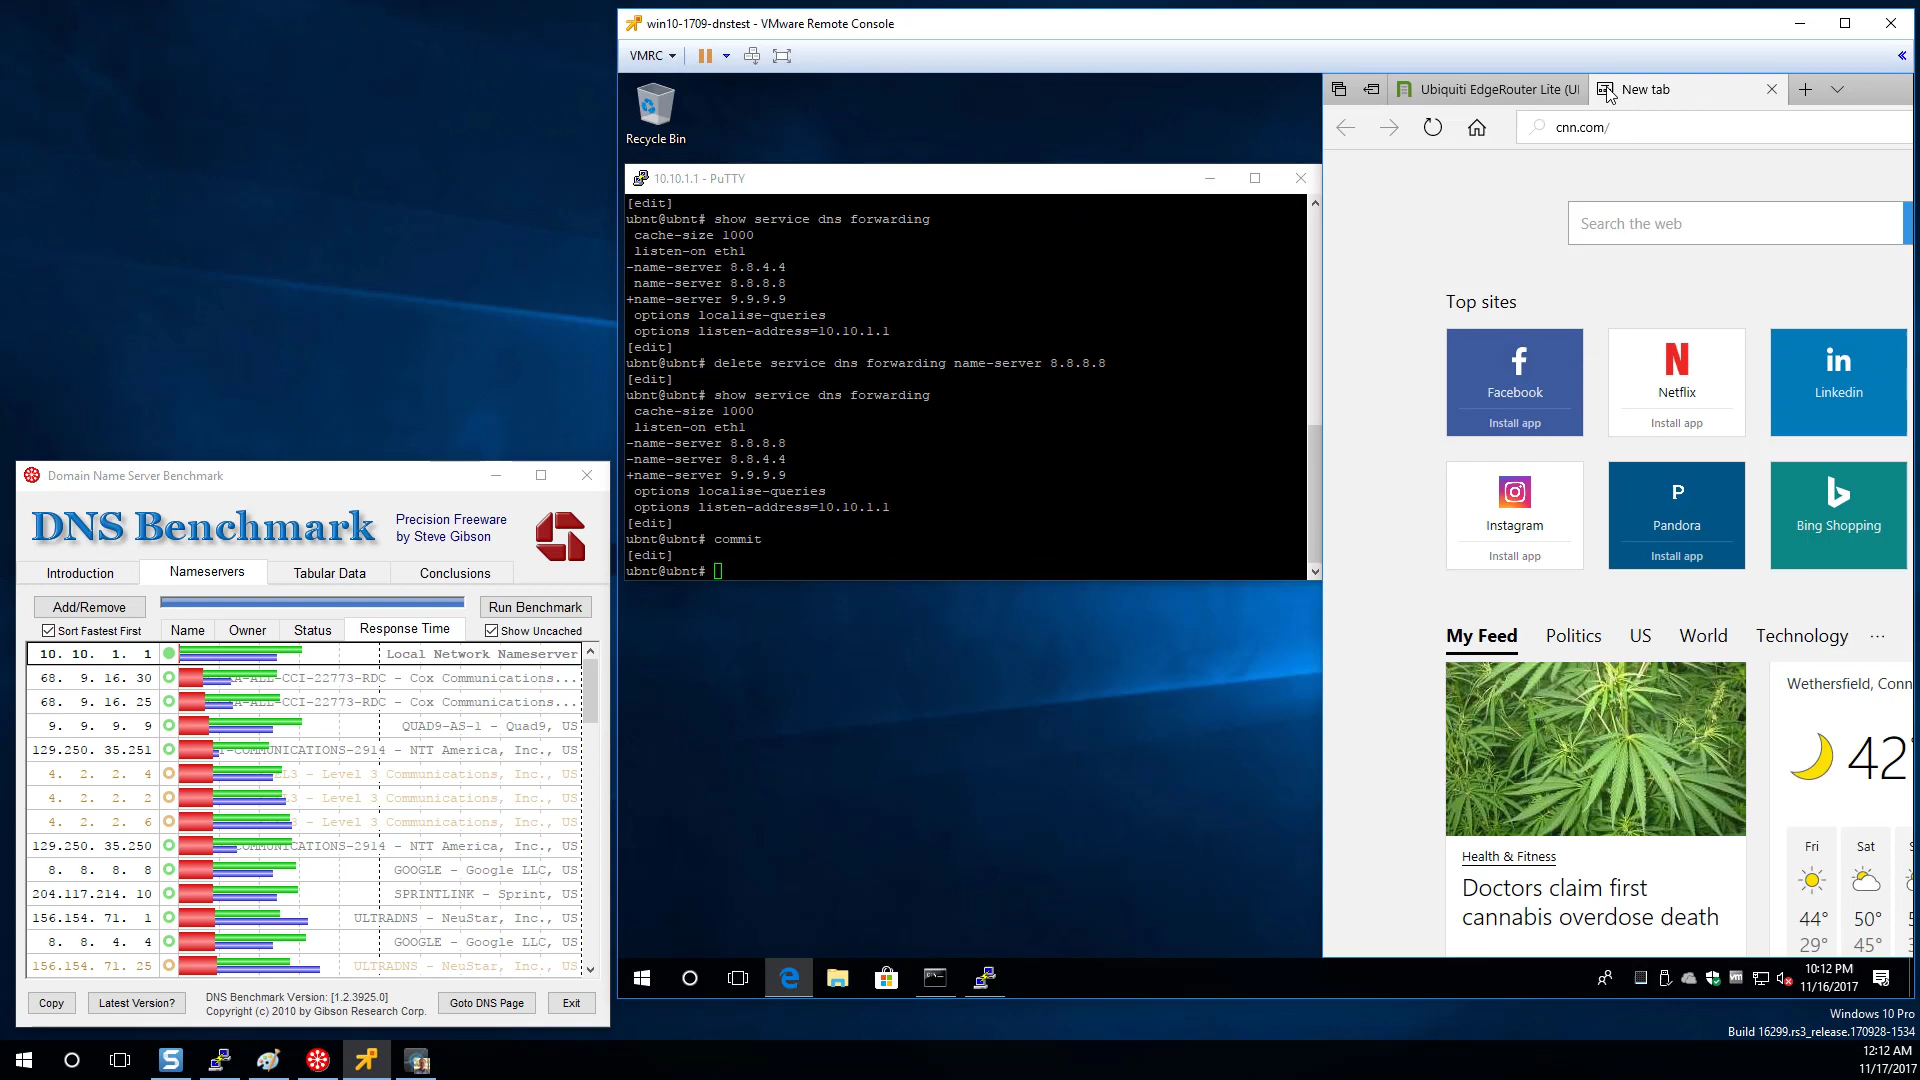 win10-1709-dnstest - VMware Remote Console
VMRC
Recycle Bin
10.10.1.1 - PuTTY
[edit]
ubnt@ubnt# show service dns forwarding
cache-size 1000
listen-on eth1
-name-server 8.8.4.4
name-server 8.8.8.8
+name-server 9.9.9.9
options localise-queries
options listen-address=10.10.1.1
[edit]
ubnt@ubnt# delete service dns forwarding name-server 8.8.8.8
[edit]
ubnt@ubnt# show service dns forwarding
cache-size 1000
listen-on eth1
-name-server 8.8.8.8
-name-server 8.8.4.4
+name-server 9.9.9.9
options localise-queries
options listen-address=10.10.1.1
[edit]
ubnt@ubnt# commit
[edit]
ubnt@ubnt#
Ubiquiti EdgeRouter Lite (U
New tab
cnn.com/
Search the web
Top sites
Facebook
Install app
Netflix
Install app
in
Linkedin
Instagram
Install app
P
Pandora
Install app
Bing Shopping
My Feed Politics US World Technology ...
Health & Fitness
Doctors claim first
cannabis overdose death
Wethersfield, Conn
42°
Fri Sat S
44° 50° 5
29° 45° 4
10:12 PM
11/16/2017
Domain Name Server Benchmark
DNS Benchmark
Precision Freeware
by Steve Gibson
Introduction Nameservers Tabular Data Conclusions
Add/Remove Run Benchmark
Sort Fastest First Name Owner Status Response Time Show Uncached
10. 10. 1. 1 Local Network Nameserver
68. 9. 16. 30 A-ALL-CCI-22773-RDC - Cox Communications...
68. 9. 16. 25 A-ALL-CCI-22773-RDC - Cox Communications...
9. 9. 9. 9 QUAD9-AS-1 - Quad9, US
129.250. 35.251 T-COMMUNICATIONS-2914 - NTT America, Inc., US
4. 2. 2. 4 EL3 - Level 3 Communications, Inc., US
4. 2. 2. 2 L3 - Level 3 Communications, Inc., US
4. 2. 2. 6 3 - Level 3 Communications, Inc., US
129.250. 35.250 COMMUNICATIONS-2914 - NTT America, Inc., US
8. 8. 8. 8 GOOGLE - Google LLC, US
204.117.214. 10 SPRINTLINK - Sprint, US
156.154. 71. 1 ULTRADNS - NeuStar, Inc., US
8. 8. 4. 4 GOOGLE - Google LLC, US
156.154. 71. 25 ULTRADNS - NeuStar, Inc., US
Copy Latest Version?
DNS Benchmark Version: [1.2.3925.0]
Copyright (c) 2010 by Gibson Research Corp.
Goto DNS Page Exit
Windows 10 Pro
Build 16299.rs3_release.170928-1534
12:12 AM
11/17/2017